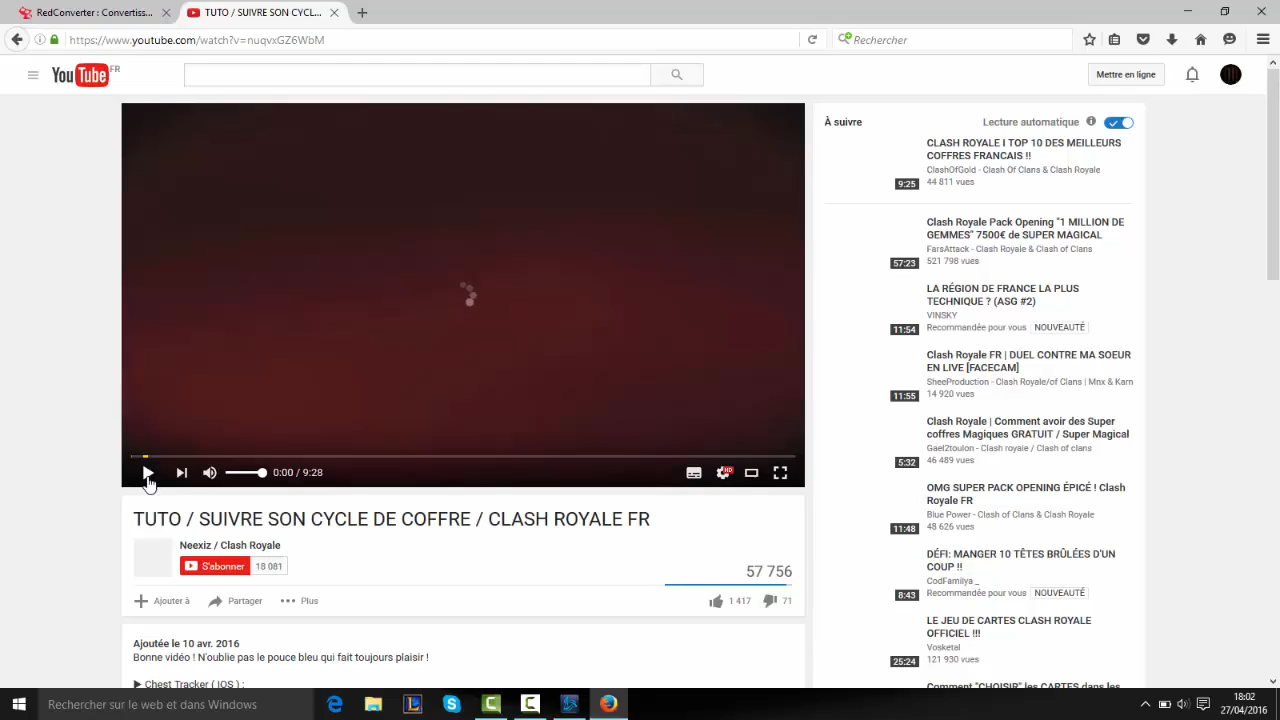 RedConverter : Convertiss...
TUTO / SUIVRE SON CYCL...
https://www.youtube.com/watch?v=nuqvxGZ6WbM
Rechercher
YouTube FR
Mettre en ligne
0:00 / 9:28
HD
TUTO / SUIVRE SON CYCLE DE COFFRE / CLASH ROYALE FR
Neexiz / Clash Royale
S'abonner 18 081
57 756
Ajouter à
Partager
Plus
1 417
71
Ajoutée le 10 avr. 2016
Bonne vidéo ! N'oublie pas le pouce bleu qui fait toujours plaisir !
▶ Chest Tracker ( IOS ) :
À suivre
Lecture automatique
CLASH ROYALE I TOP 10 DES MEILLEURS
COFFRES FRANCAIS !!
ClashOfGold - Clash Of Clans & Clash Royale
44 811 vues
9:25
Clash Royale Pack Opening "1 MILLION DE
GEMMES" 7500€ de SUPER MAGICAL
FarsAttack - Clash Royale & Clash of Clans
521 798 vues
57:23
LA RÉGION DE FRANCE LA PLUS
TECHNIQUE ? (ASG #2)
VINSKY
Recommandée pour vous NOUVEAUTÉ
11:54
Clash Royale FR | DUEL CONTRE MA SOEUR
EN LIVE [FACECAM]
SheeProduction - Clash Royale/of Clans | Mnx & Karn
14 920 vues
11:55
Clash Royale | Comment avoir des Super
coffres Magiques GRATUIT / Super Magical
Gael2toulon - Clash royale / Clash of clans
46 489 vues
5:32
OMG SUPER PACK OPENING ÉPICÉ ! Clash
Royale FR
Blue Power - Clash of Clans & Clash Royale
48 626 vues
11:48
DÉFI: MANGER 10 TÊTES BRÛLÉES D'UN
COUP !!
CodFamilya _
Recommandée pour vous NOUVEAUTÉ
8:43
LE JEU DE CARTES CLASH ROYALE
OFFICIEL !!!
Vosketal
121 930 vues
25:24
Comment "CHOISIR" les CARTES dans les
Rechercher sur le web et dans Windows
18:02
27/04/2016